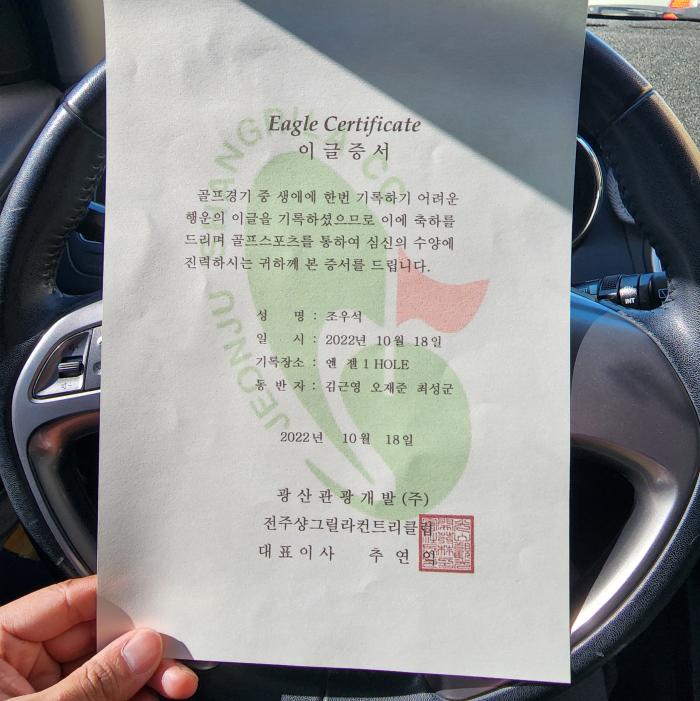 Eagle Certificate
이 글 증 서
골프경기 중 생애에 한번 기록하기 어려운
행운의 이글을 기록하셨으므로 이에 축하를
드리며 골프스포츠를 통하여 심신의 수양에
진력하시는 귀하께 본 증서를 드립니다.
성 명 : 조우석
일 시 : 2022년 10월 18일
기록장소 : 엔 젤 1 HOLE
동 반 자 : 김근영 오재준 최성군
2022년 10월 18일
광 산 관 광 개 발 (주)
전주샹그릴라컨트리클럽
대 표 이 사 추 연 익
JEONJU SHANGRILA CC
INT